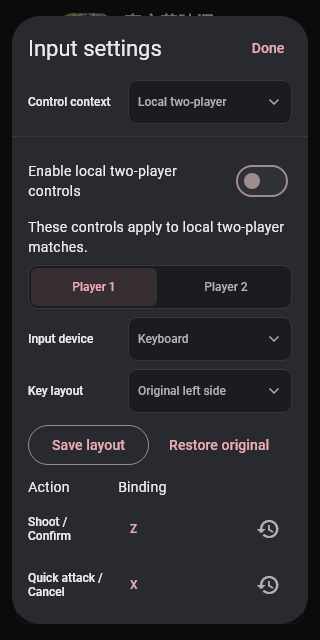 Input settings
Done
Control context
Local two-player
Enable local two-player
controls
These controls apply to local two-player
matches.
Player 1
Player 2
Input device
Keyboard
Key layout
Original left side
Save layout
Restore original
Action
Binding
Shoot /
Confirm
Z
Quick attack /
Cancel
X